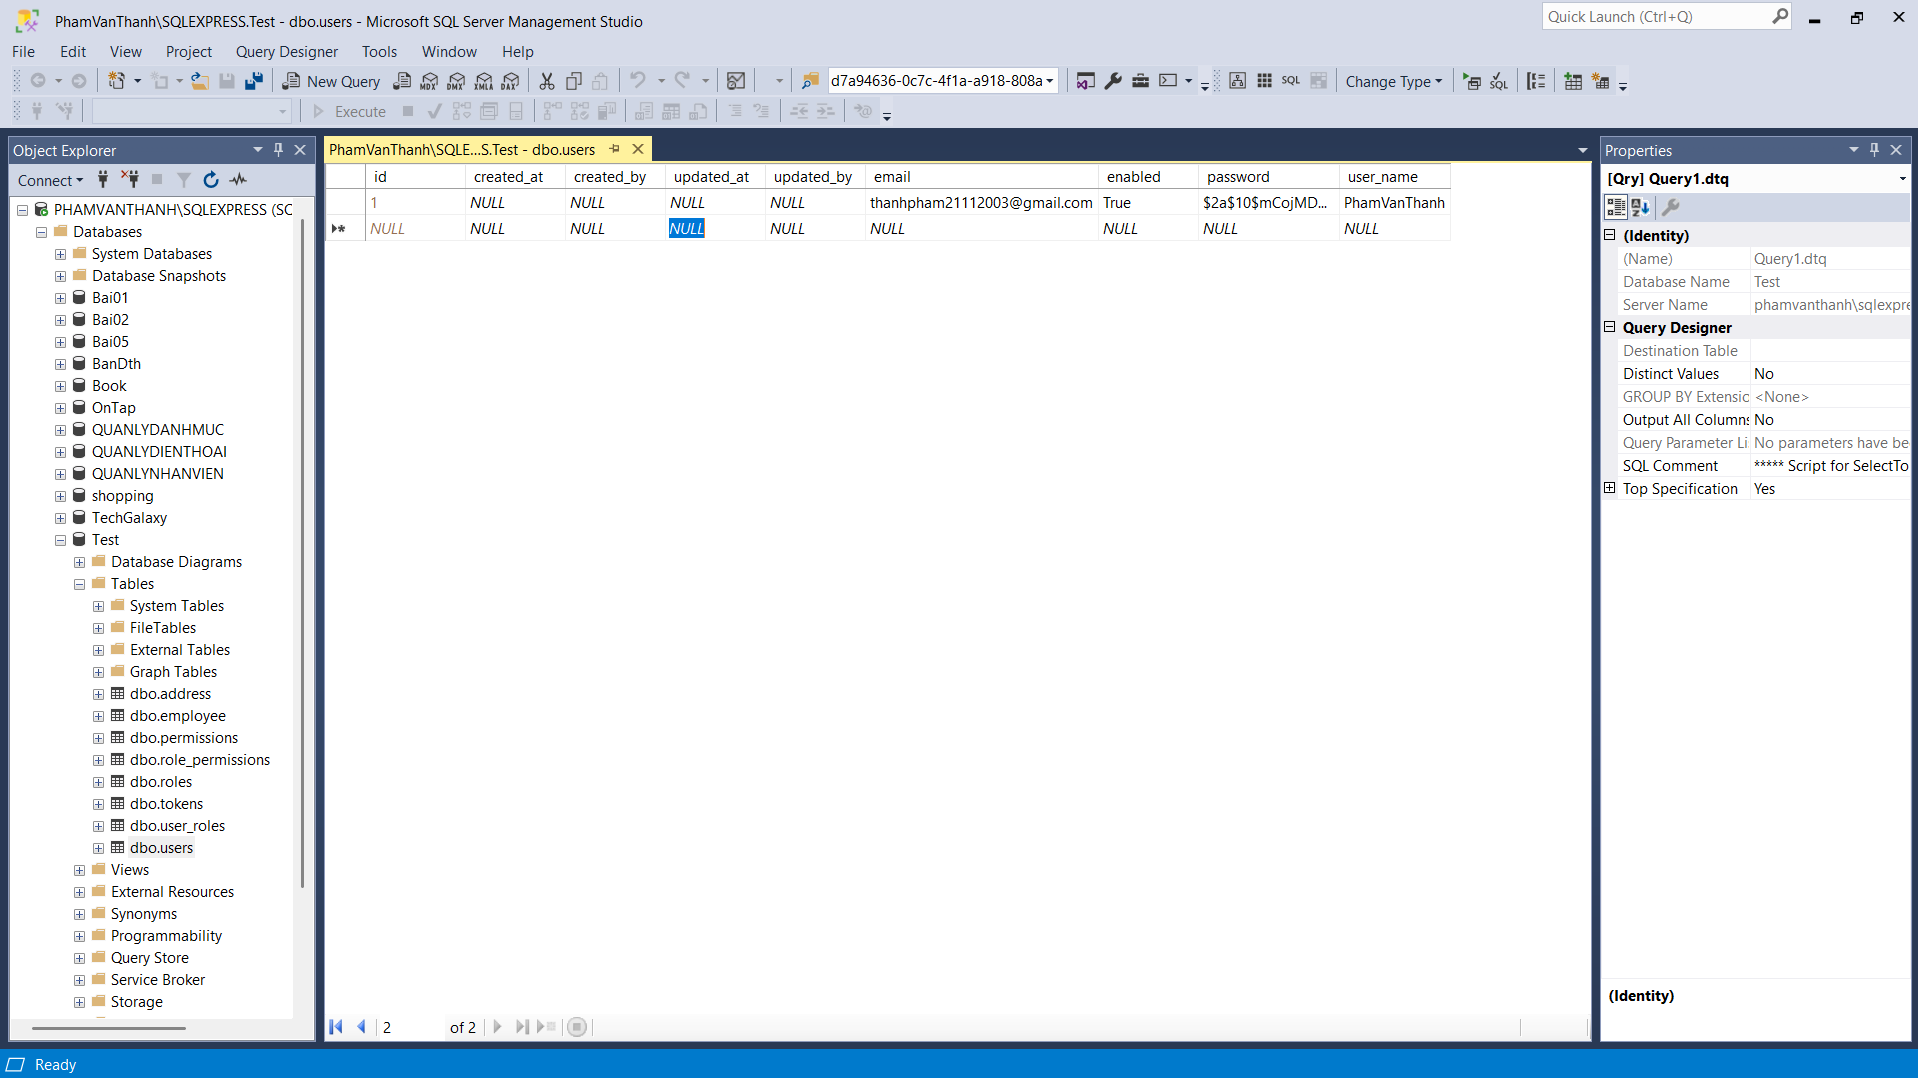 PhamVanThanh\SQLEXPRESS.Test - dbo.users - Microsoft SQL Server Management Studio
Quick Launch (Ctrl+Q)
File Edit View Project Query Designer Tools Window Help
New Query MDX DMX XMLA DAX d7a94636-0c7c-4f1a-a918-808a SQL Change Type SQL
Execute
Object Explorer
Connect
PHAMVANTHANH\SQLEXPRESS (SC
Databases
System Databases
Database Snapshots
Bai01
Bai02
Bai05
BanDth
Book
OnTap
QUANLYDANHMUC
QUANLYDIENTHOAI
QUANLYNHANVIEN
shopping
TechGalaxy
Test
Database Diagrams
Tables
System Tables
FileTables
External Tables
Graph Tables
dbo.address
dbo.employee
dbo.permissions
dbo.role_permissions
dbo.roles
dbo.tokens
dbo.user_roles
dbo.users
Views
External Resources
Synonyms
Programmability
Query Store
Service Broker
Storage
PhamVanThanh\SQLE...S.Test - dbo.users
id created_at created_by updated_at updated_by email enabled password user_name
1 NULL NULL NULL NULL thanhpham21112003@gmail.com True $2a$10$mCojMD... PhamVanThanh
NULL NULL NULL NULL NULL NULL NULL NULL NULL
2 of 2
Properties
[Qry] Query1.dtq
(Identity)
(Name) Query1.dtq
Database Name Test
Server Name phamvanthanh\sqlexpre
Query Designer
Destination Table
Distinct Values No
GROUP BY Extensic <None>
Output All Columns No
Query Parameter Li No parameters have be
SQL Comment ***** Script for SelectTo
Top Specification Yes
(Identity)
Ready